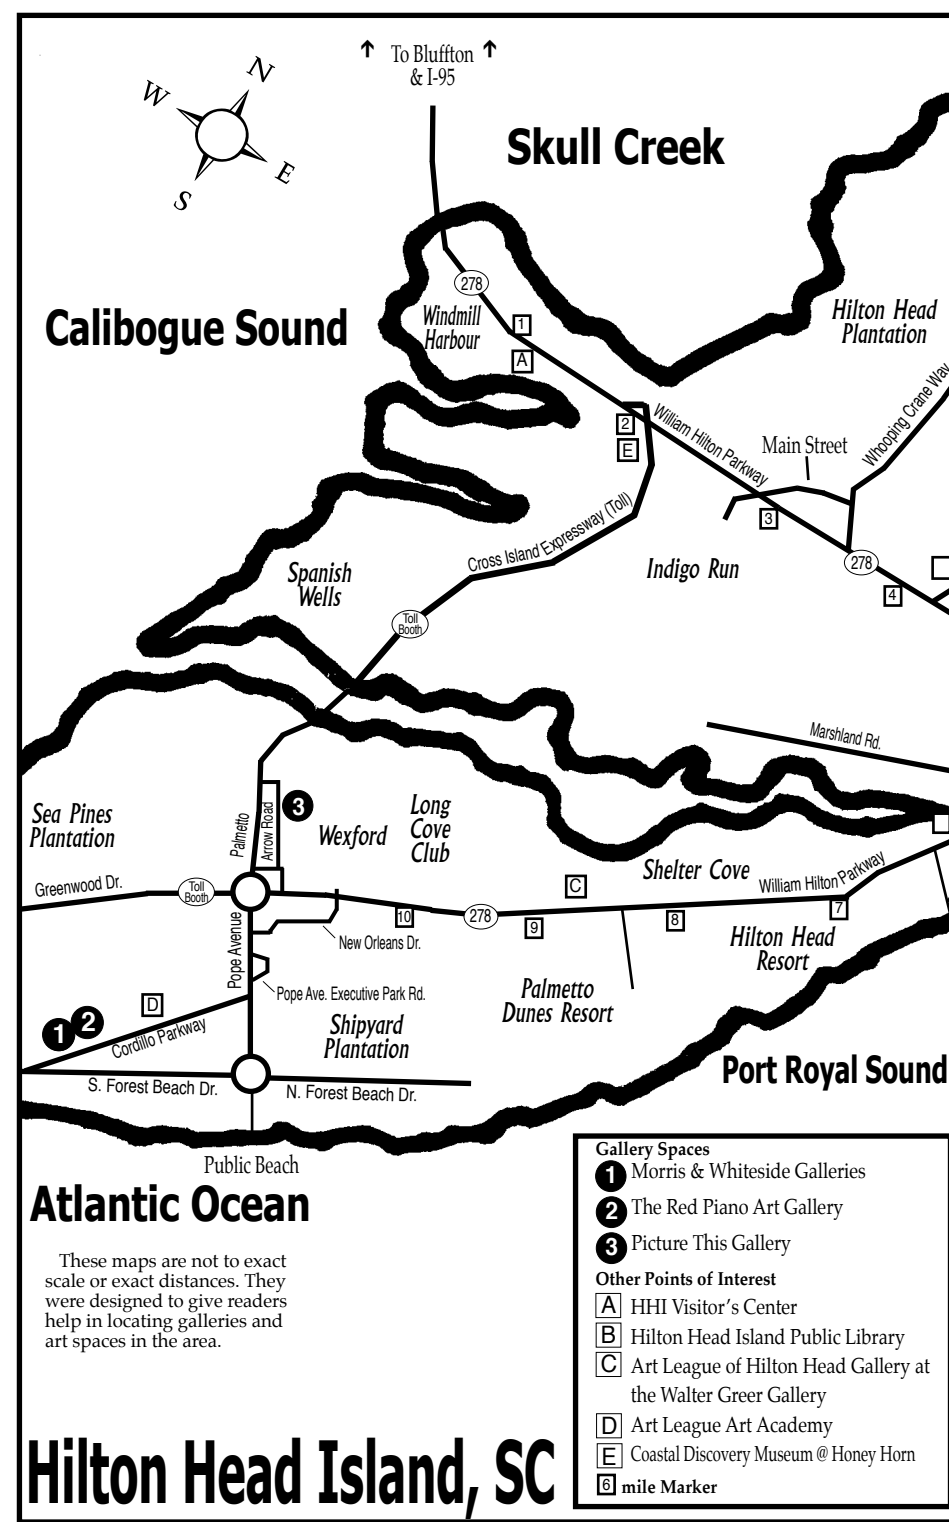 To Bluffton
& I-95
N
W
E
S
Skull Creek
278
Calibogue Sound
Windmill
Harbour
1
A
Hilton Head
Plantation
2
E
William Hilton Parkway
Main Street
Whooping Crane Way
3
Cross Island Expressway (Toll)
Indigo Run
278
4
Spanish
Wells
Toll
Booth
Marshland Rd.
Sea Pines
Plantation
Palmetto
Arrow Road
3
Wexford
Long
Cove
Club
Shelter Cove
William Hilton Parkway
Greenwood Dr.
Toll
Booth
C
10
278
9
8
7
New Orleans Dr.
Pope Avenue
Hilton Head
Resort
Pope Ave. Executive Park Rd.
Palmetto
Dunes Resort
D
1
2
Cordillo Parkway
Shipyard
Plantation
S. Forest Beach Dr.
N. Forest Beach Dr.
Port Royal Sound
Public Beach
Atlantic Ocean
These maps are not to exact
scale or exact distances. They
were designed to give readers
help in locating galleries and
art spaces in the area.
Hilton Head Island, SC
Gallery Spaces
1 Morris & Whiteside Galleries
2 The Red Piano Art Gallery
3 Picture This Gallery
Other Points of Interest
A HHI Visitor's Center
B Hilton Head Island Public Library
C Art League of Hilton Head Gallery at
the Walter Greer Gallery
D Art League Art Academy
E Coastal Discovery Museum @ Honey Horn
6 mile Marker